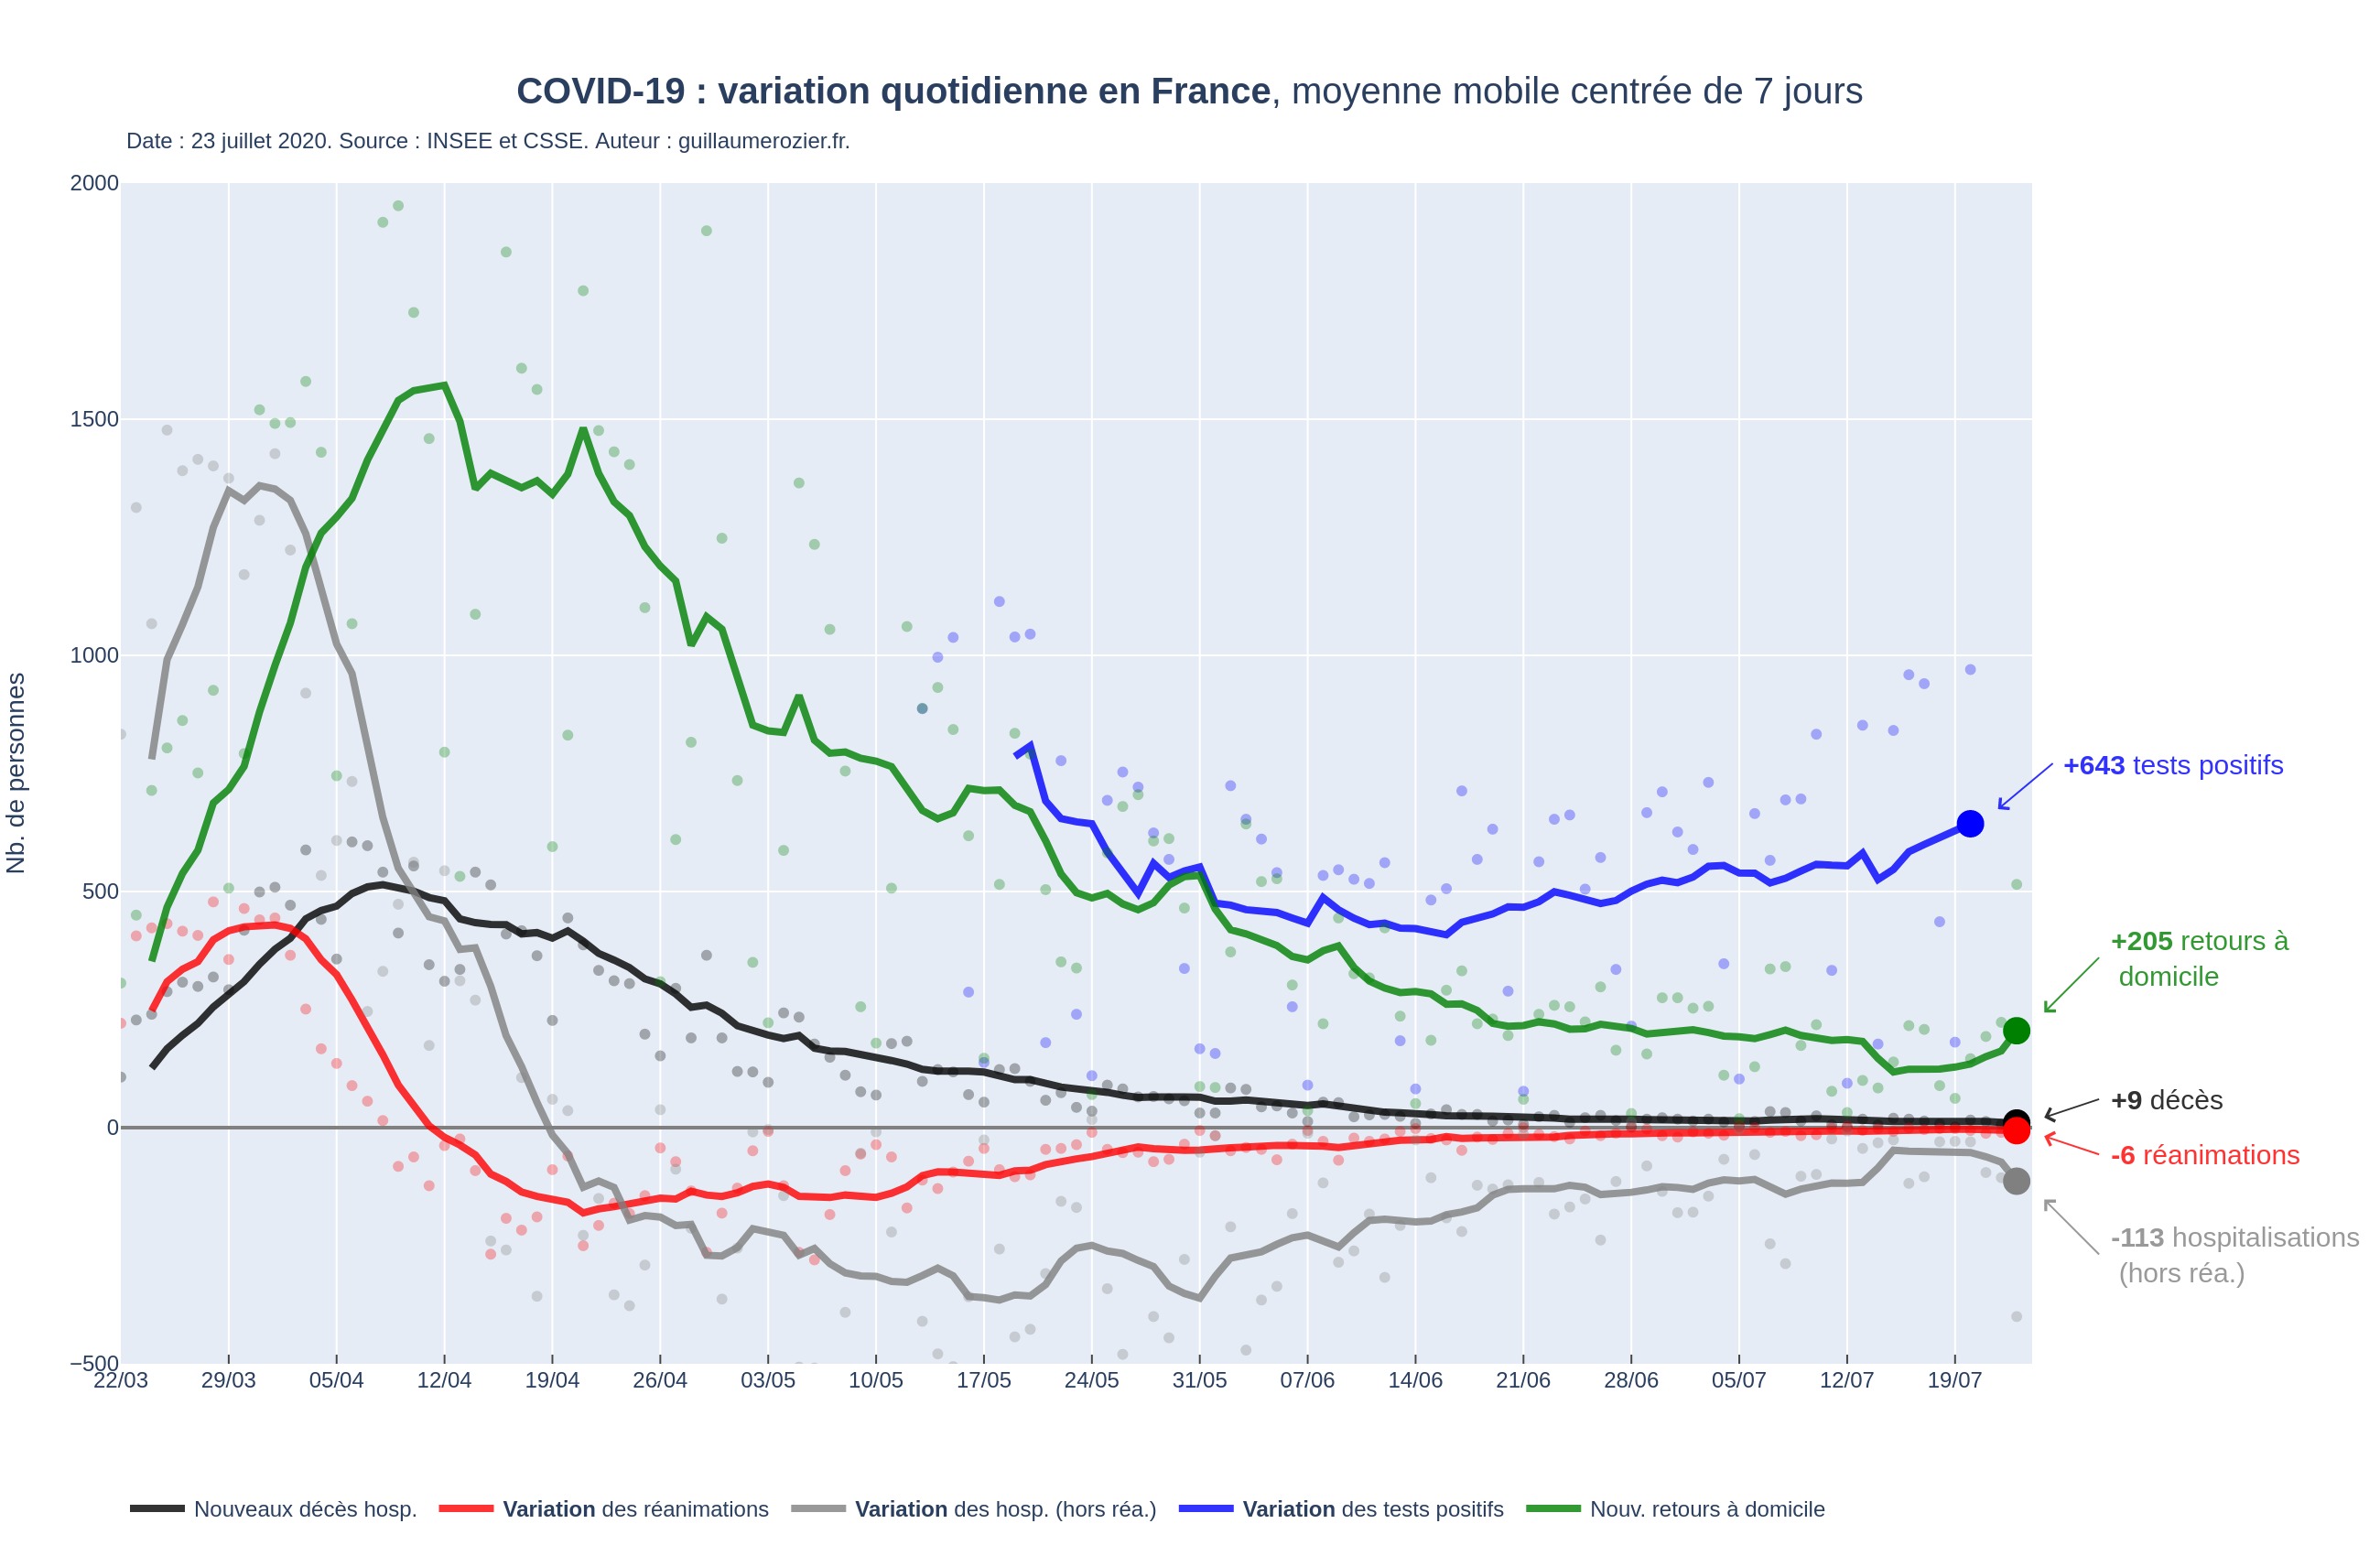 COVID-19 : variation quotidienne en France, moyenne mobile centrée de 7 jours
Date : 23 juillet 2020. Source : INSEE et CSSE. Auteur : guillaumerozier.fr.
Nb. de personnes
2000
1500
1000
500
0
−500
22/03 29/03 05/04 12/04 19/04 26/04 03/05 10/05 17/05 24/05 31/05 07/06 14/06 21/06 28/06 05/07 12/07 19/07
+643 tests positifs
+205 retours à
domicile
+9 décès
-6 réanimations
-113 hospitalisations
(hors réa.)
Nouveaux décès hosp. Variation des réanimations Variation des hosp. (hors réa.) Variation des tests positifs Nouv. retours à domicile